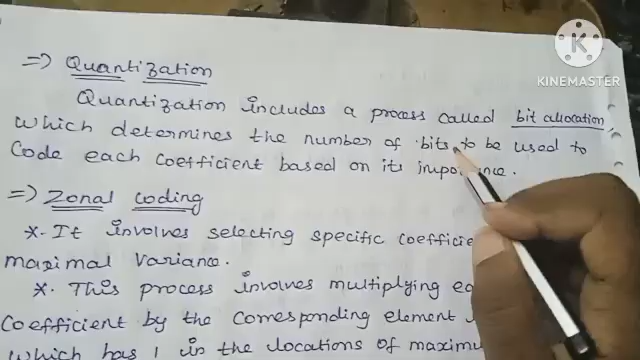 K
KINEMASTER
=) Quantization
Quantization includes a process called bit allocation,
which determines the number of bits to be used to
code each coefficient based on its importance.
=) Zonal coding
*. It involves selecting specific
maximal variance.
*. This process involves multiplying
coefficient by the corresponding element
which has 1 in the locations of